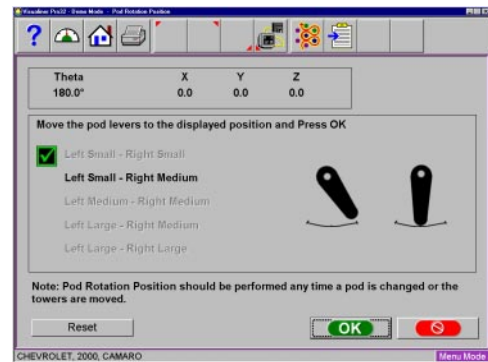 Visualiner Pro32 - Demo Mode - Pod Rotation Position
?
Theta X Y Z
180.0° 0.0 0.0 0.0
Move the pod levers to the displayed position and Press OK
Left Small - Right Small
Left Small - Right Medium
Left Medium - Right Medium
Left Large - Right Medium
Left Large - Right Large
Note: Pod Rotation Position should be performed any time a pod is changed or the
towers are moved.
Reset OK
CHEVROLET, 2000, CAMARO Menu Mode